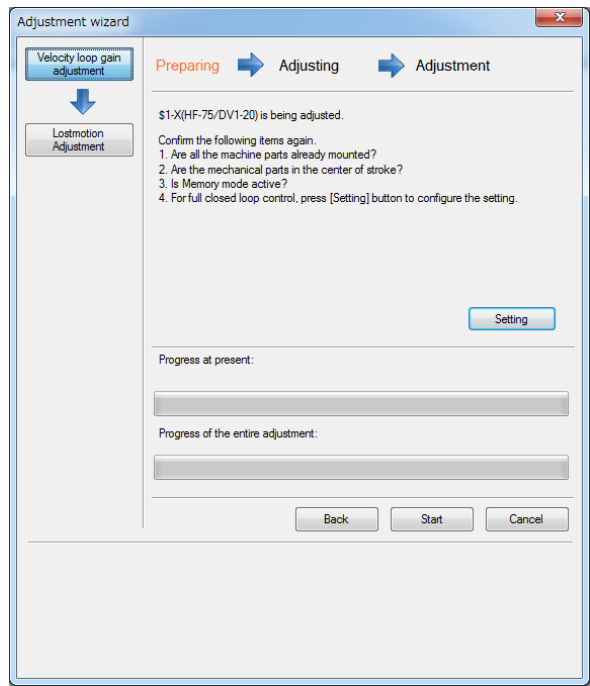 Adjustment wizard
Velocity loop gain
adjustment
Lostmotion
Adjustment
Preparing Adjusting Adjustment
$1-X(HF-75/DV1-20) is being adjusted.
Confirm the following items again.
1. Are all the machine parts already mounted?
2. Are the mechanical parts in the center of stroke?
3. Is Memory mode active?
4. For full closed loop control, press [Setting] button to configure the setting.
Setting
Progress at present:
Progress of the entire adjustment:
Back Start Cancel